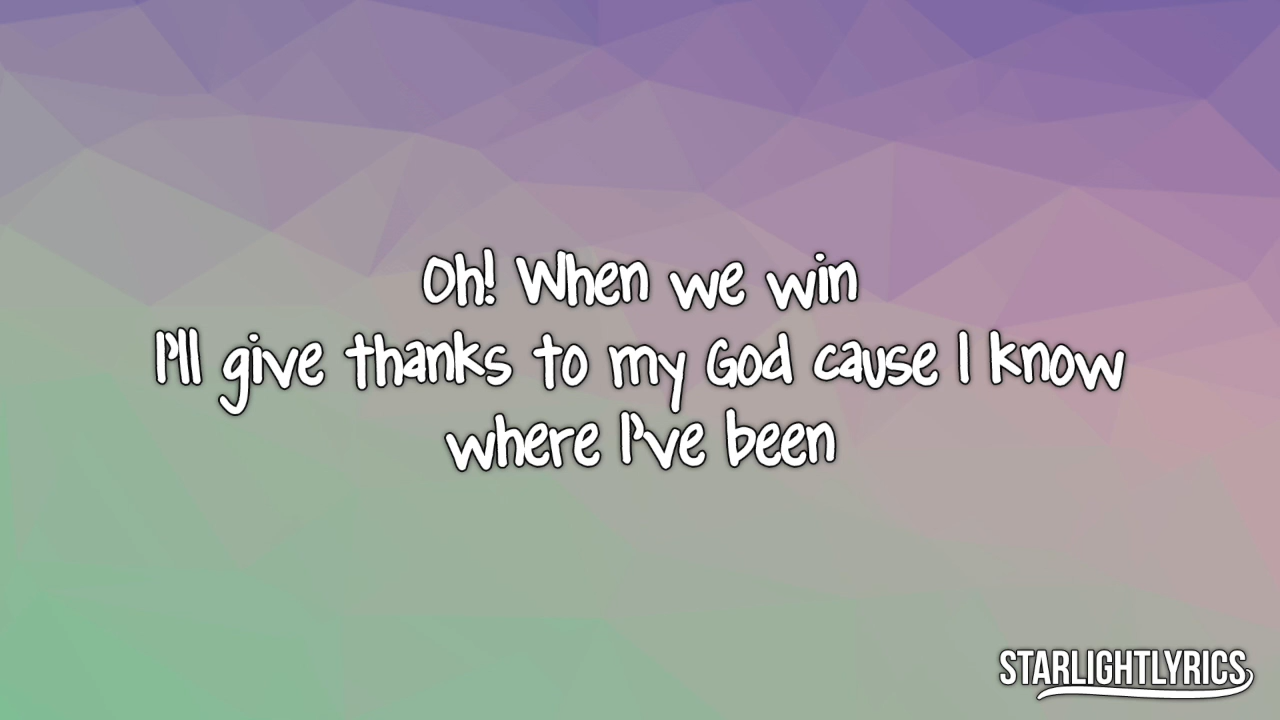 Oh! When we win
I'll give thanks to my God cause I know
where I've been
STARLIGHTLYRICS